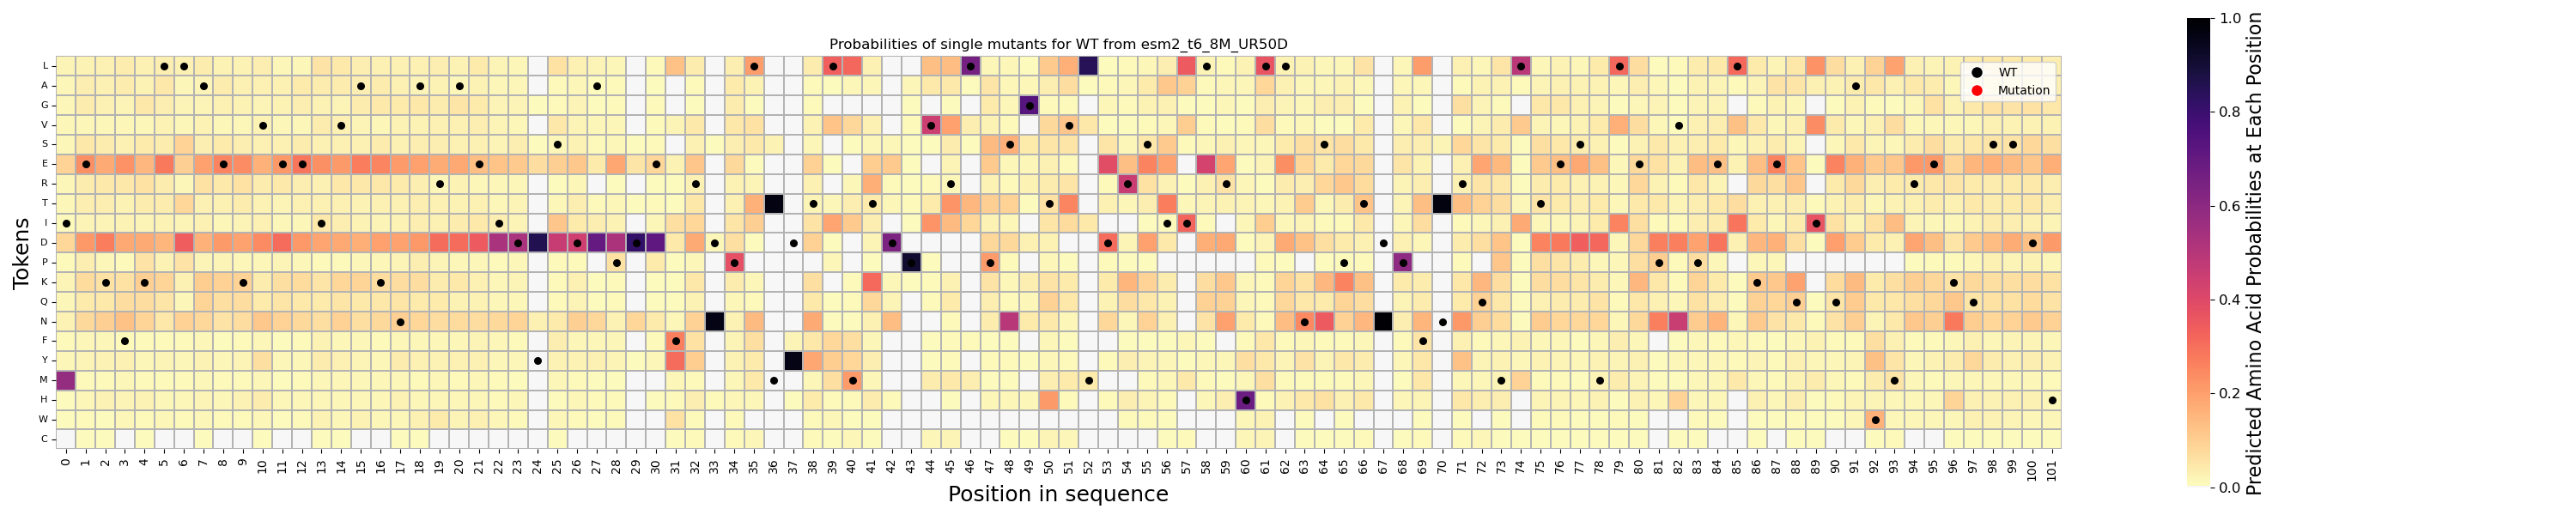 Probabilities of single mutants for WT from esm2_t6_8M_UR50D
L
A
G
V
S
E
R
T
I
D
P
K
Q
N
F
Y
M
H
W
C
Tokens
0 1 2 3 4 5 6 7 8 9 10 11 12 13 14 15 16 17 18 19 20 21 22 23 24 25 26 27 28 29 30 31 32 33 34 35 36 37 38 39 40 41 42 43 44 45 46 47 48 49 50 51 52 53 54 55 56 57 58 59 60 61 62 63 64 65 66 67 68 69 70 71 72 73 74 75 76 77 78 79 80 81 82 83 84 85 86 87 88 89 90 91 92 93 94 95 96 97 98 99 100 101
Position in sequence
WT
Mutation
1.0
0.8
0.6
0.4
0.2
0.0
Predicted Amino Acid Probabilities at Each Position